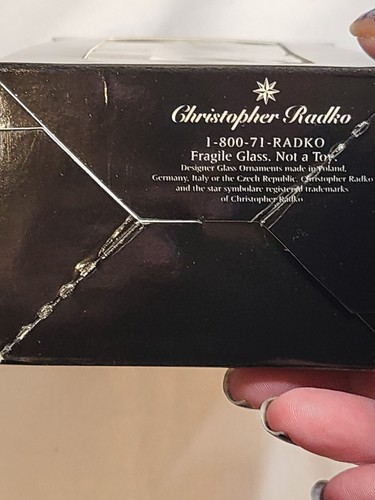 Christopher Radko
1-800-71-RADKO
Fragile Glass. Not a Toy.
Designer Glass Ornaments made in Poland,
Germany, Italy or the Czech Republic. Christopher Radko
and the star symbolare registered trademarks
of Christopher Radko